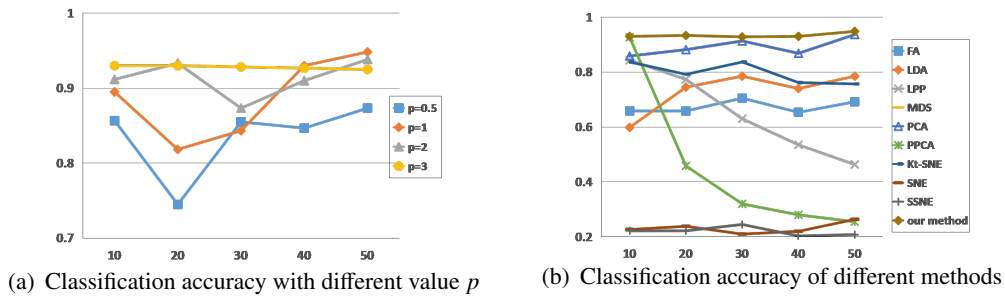 1
0.9
0.8
0.7
10 20 30 40 50
p=0.5
p=1
p=2
p=3
(a) Classification accuracy with different value p
1
0.8
0.6
0.4
0.2
10 20 30 40 50
FA
LDA
LPP
MDS
PCA
PPCA
Kt-SNE
SNE
SSNE
our method
(b) Classification accuracy of different methods